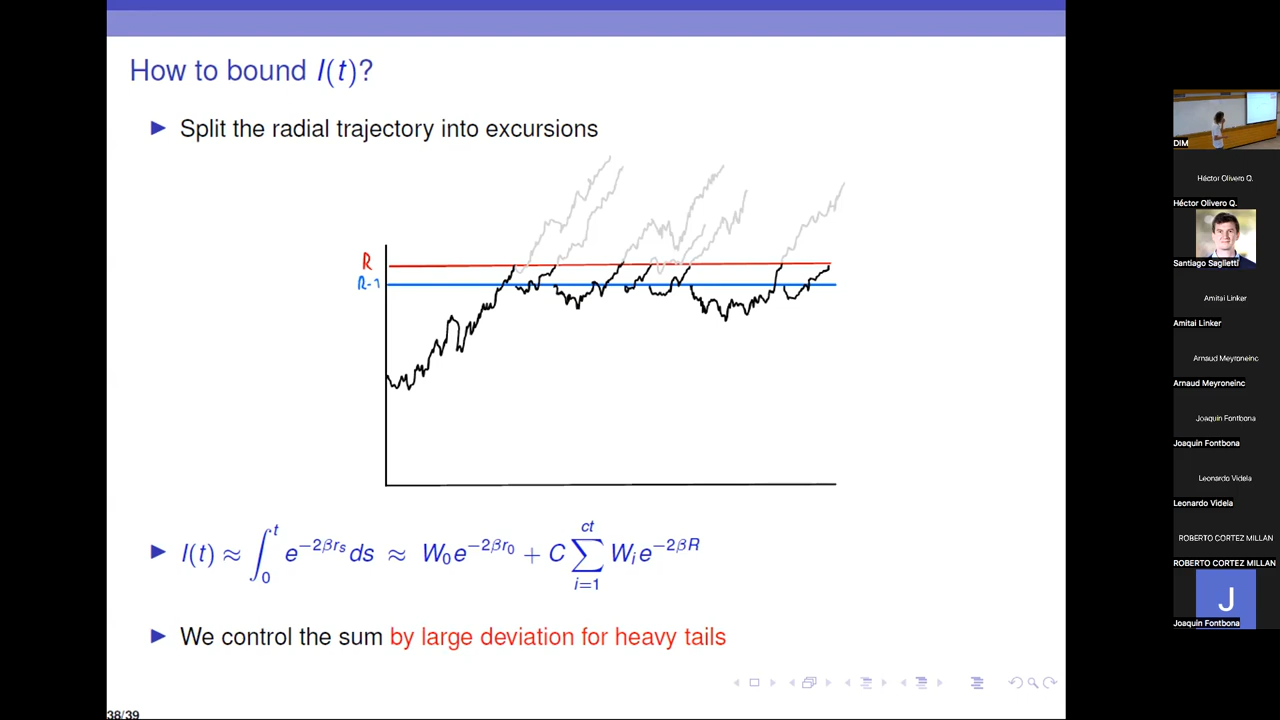 How to bound I(t)?
▶ Split the radial trajectory into excursions
R
R-1
▶ I(t) ≈ ∫₀ᵗ e^{−2βr_s} ds ≈ W₀e^{−2βr₀} + C ∑_{i=1}^{ct} W_i e^{−2βR}
▶ We control the sum by large deviation for heavy tails
38/39
DIM
Héctor Olivero Q.
Héctor Olivero Q.
Santiago Saglietti
Amitai Linker
Amitai Linker
Arnaud Meyroneinc
Arnaud Meyroneinc
Joaquin Fontbona
Joaquin Fontbona
Leonardo Videla
Leonardo Videla
ROBERTO CORTEZ MILLAN
ROBERTO CORTEZ MILLAN
J
Joaquin Fontbona